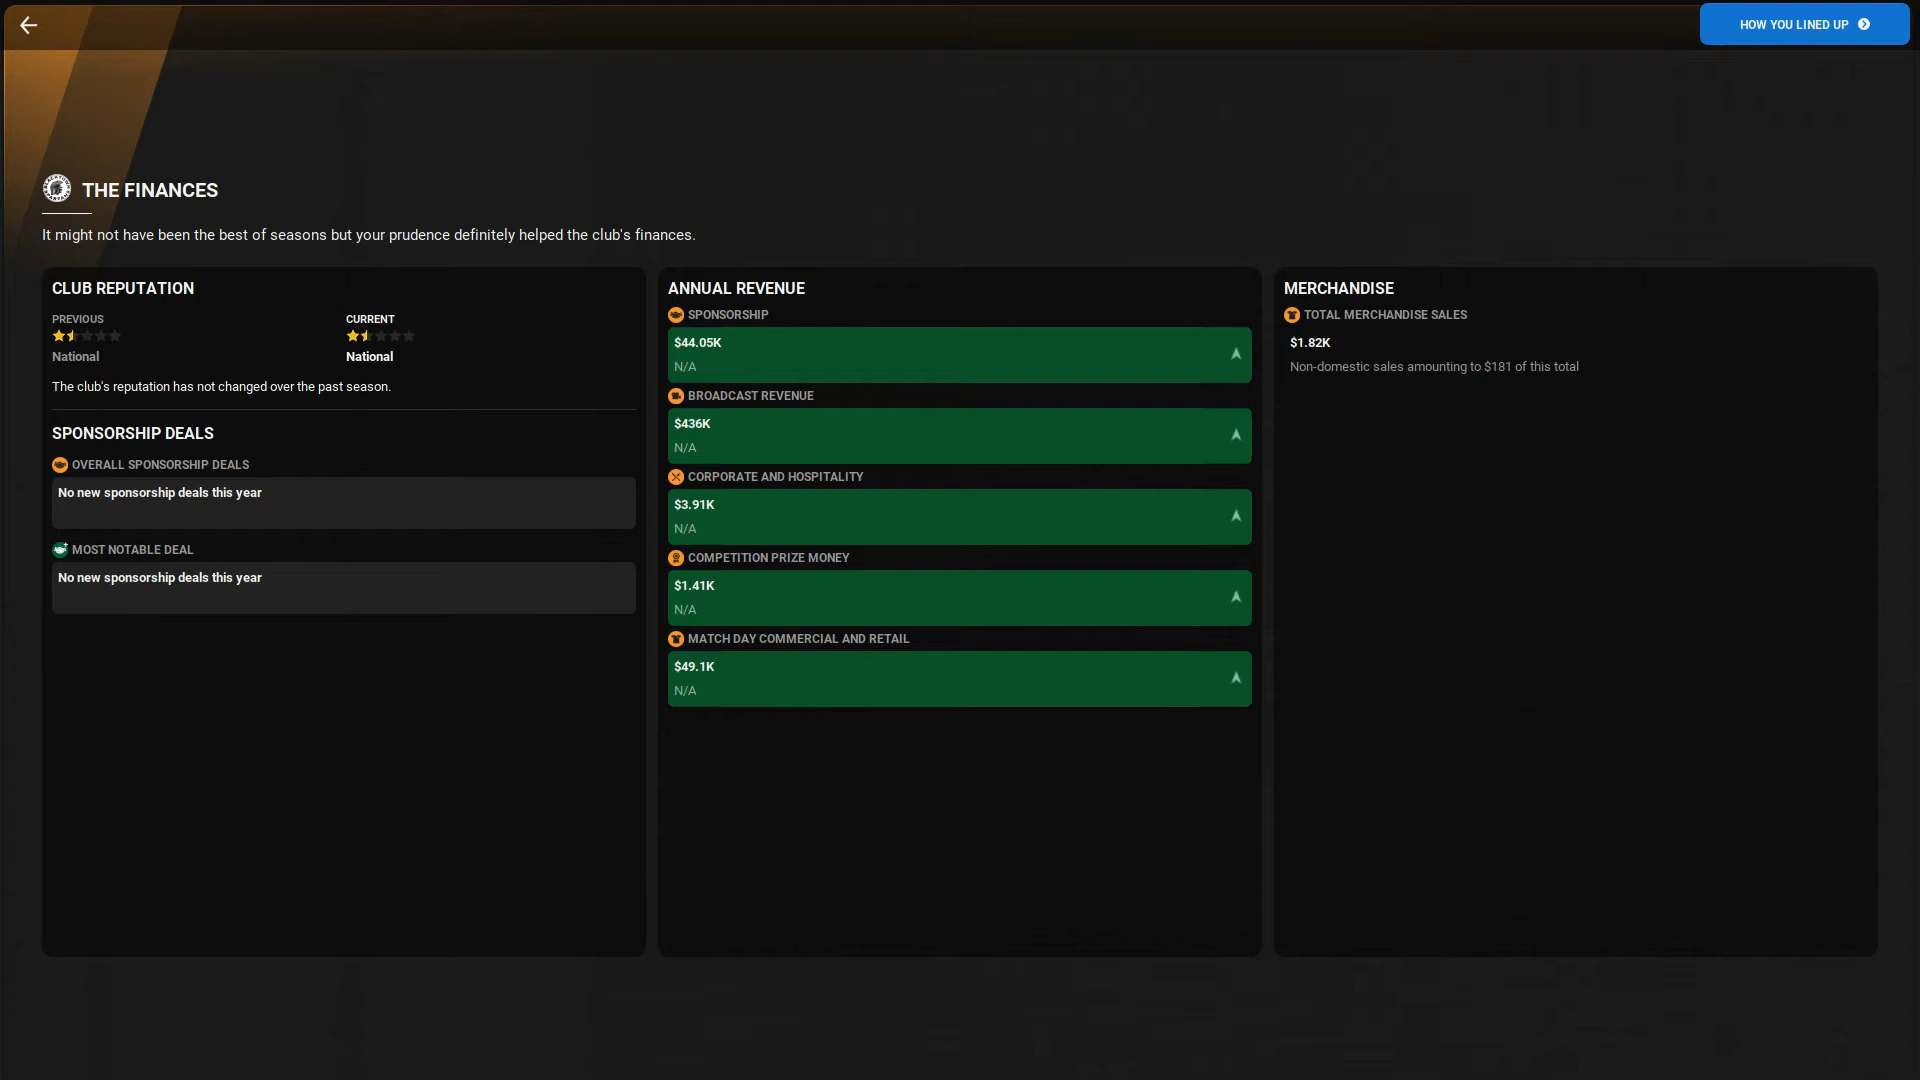 HOW YOU LINED UP
THE FINANCES
It might not have been the best of seasons but your prudence definitely helped the club's finances.
CLUB REPUTATION
PREVIOUS
CURRENT
National
National
The club's reputation has not changed over the past season.
SPONSORSHIP DEALS
OVERALL SPONSORSHIP DEALS
No new sponsorship deals this year
MOST NOTABLE DEAL
No new sponsorship deals this year
ANNUAL REVENUE
SPONSORSHIP
$44.05K
N/A
BROADCAST REVENUE
$436K
N/A
CORPORATE AND HOSPITALITY
$3.91K
N/A
COMPETITION PRIZE MONEY
$1.41K
N/A
MATCH DAY COMMERCIAL AND RETAIL
$49.1K
N/A
MERCHANDISE
TOTAL MERCHANDISE SALES
$1.82K
Non-domestic sales amounting to $181 of this total